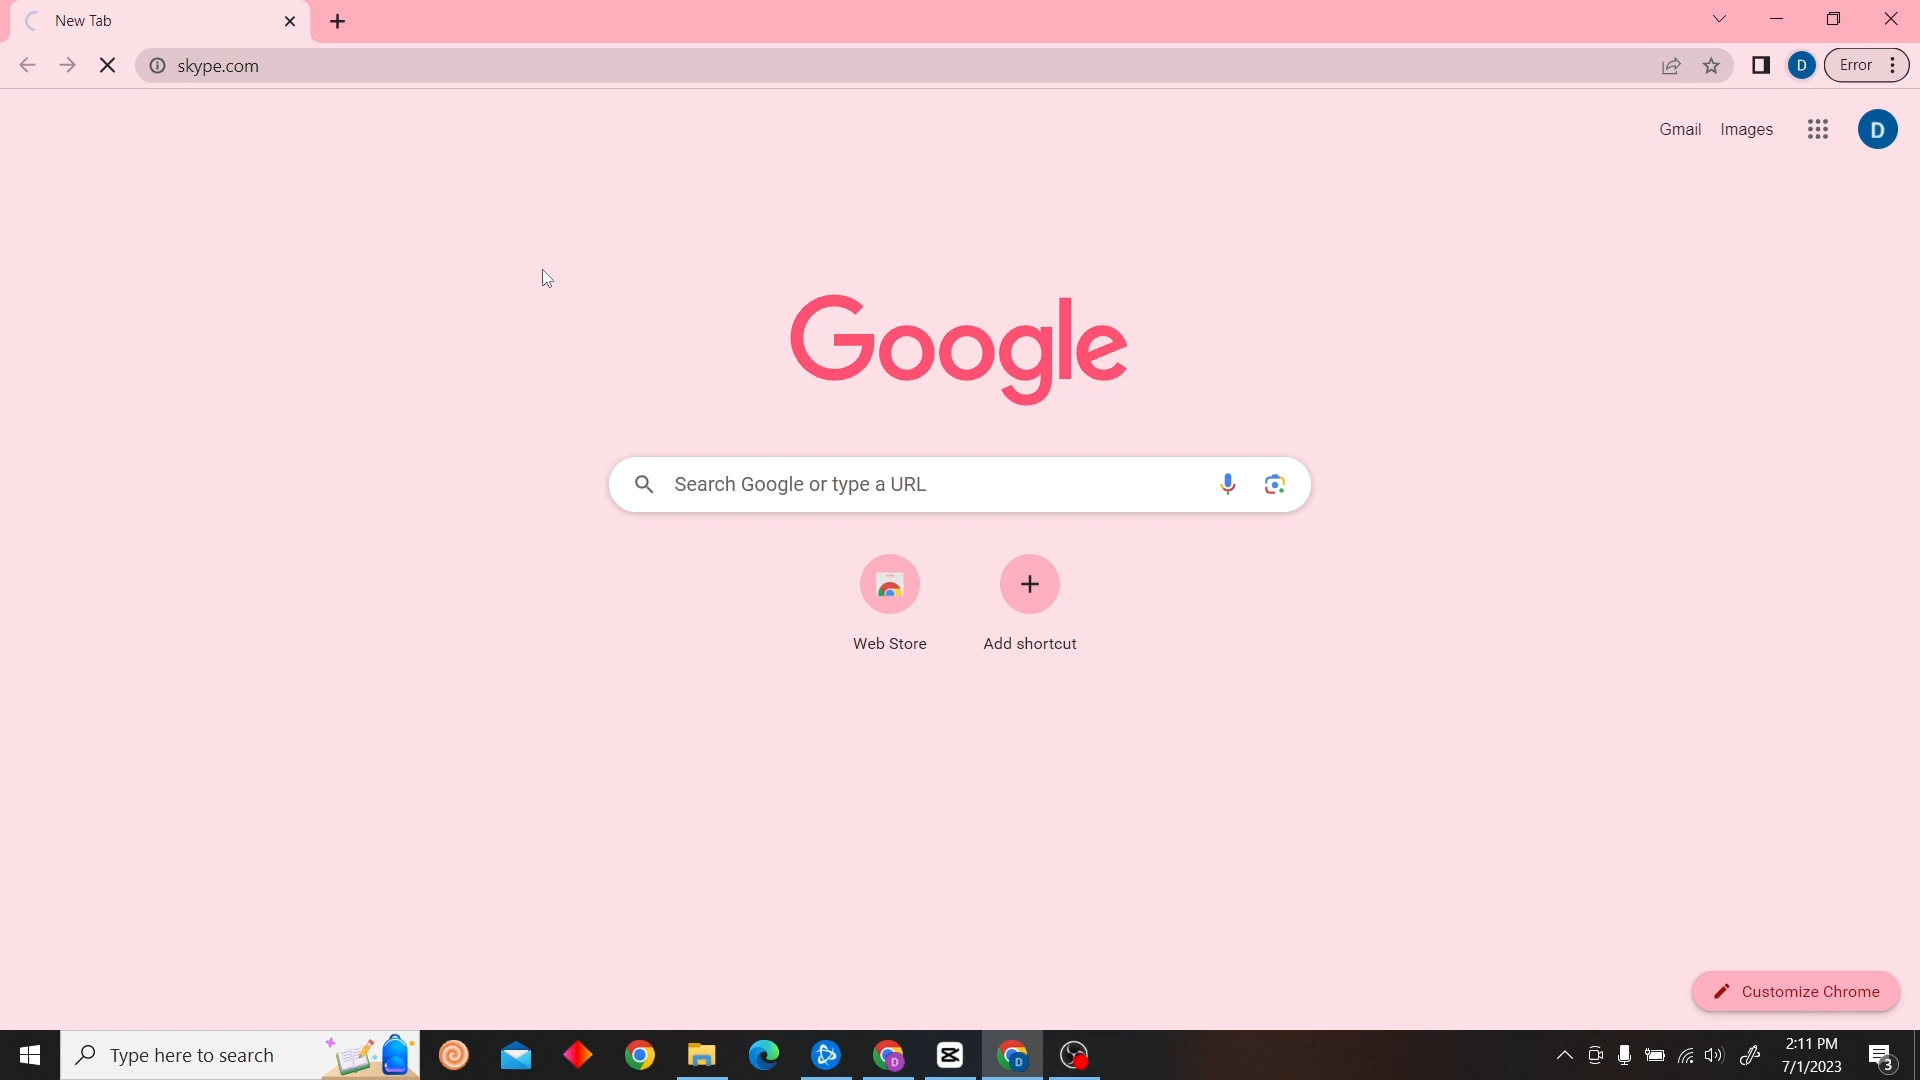 New Tab
skype.com
D
Error
Gmail
Images
D
Google
Search Google or type a URL
Web Store
Add shortcut
Customize Chrome
Type here to search
D
D
2:11 PM
7/1/2023
3